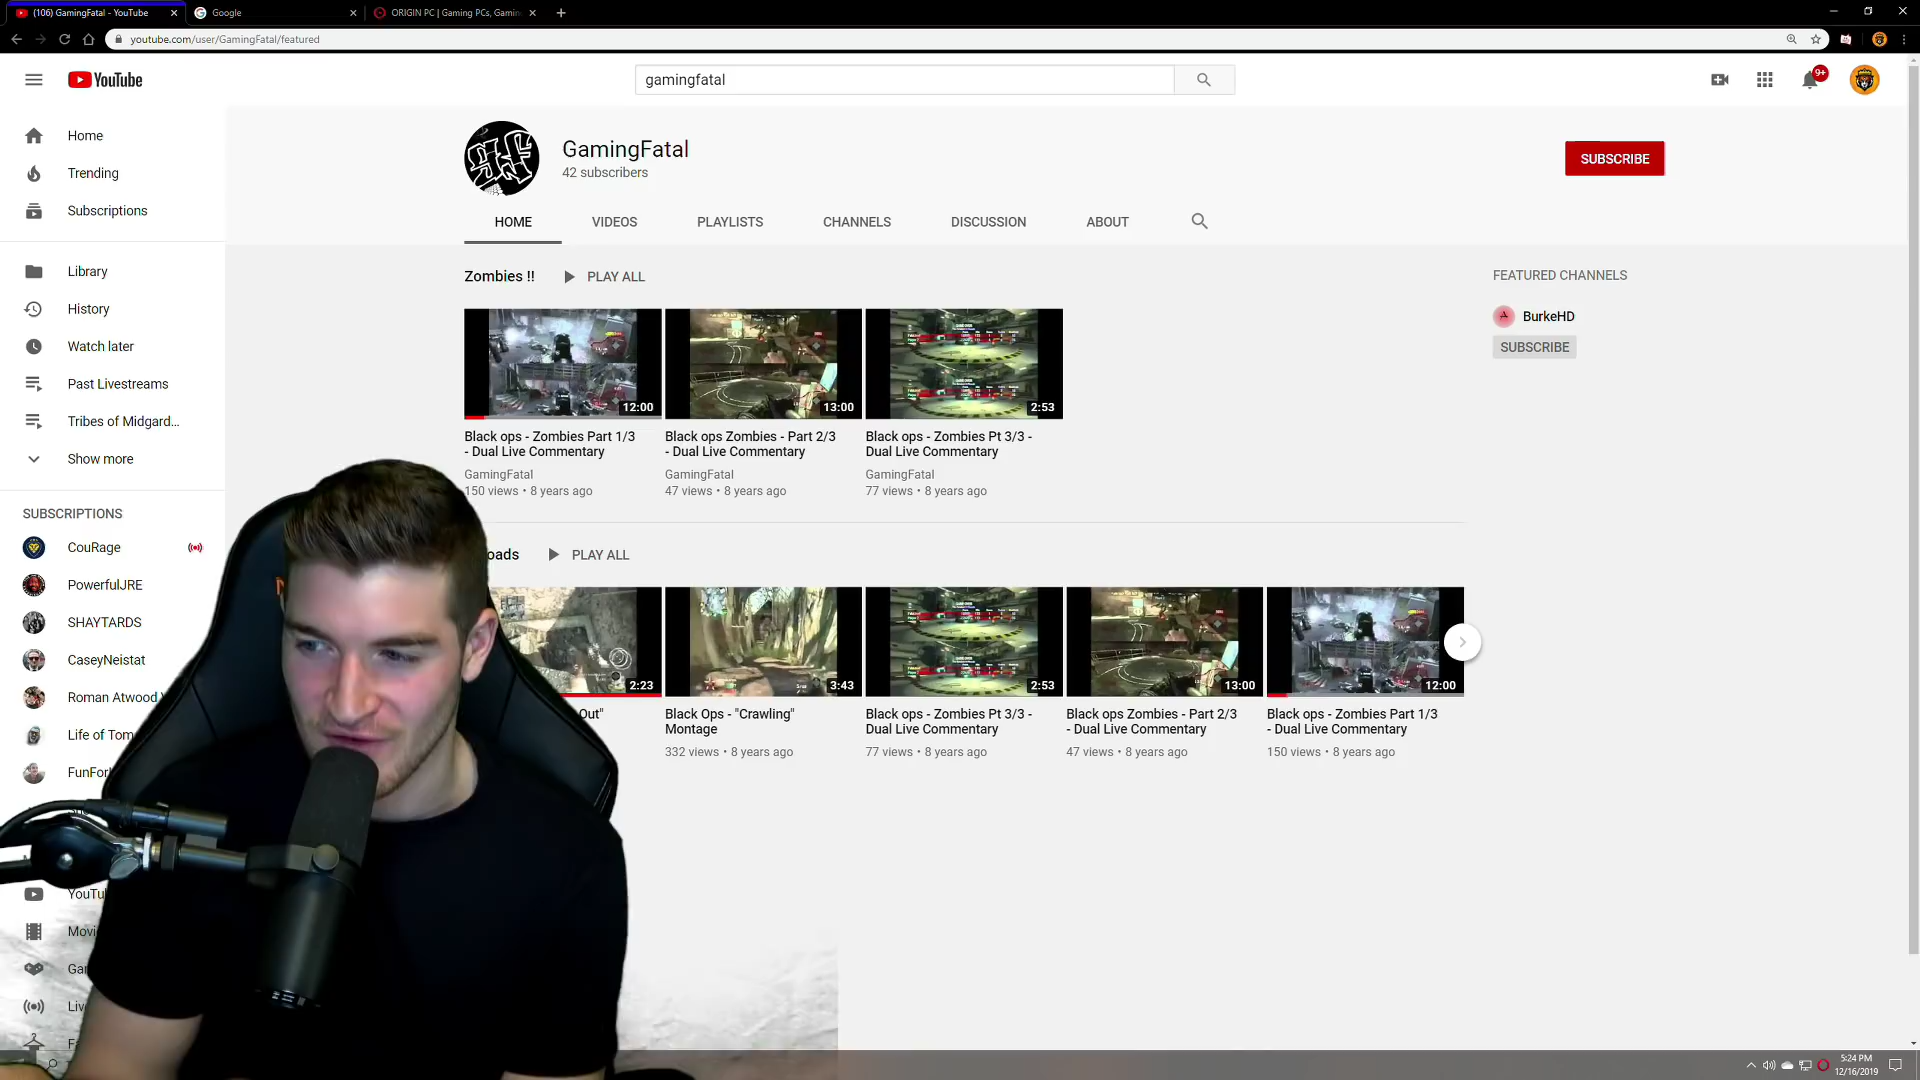 (106) GamingFatal - YouTube
Google
ORIGIN PC | Gaming PCs, Gamin
youtube.com/user/GamingFatal/featured
YouTube
gamingfatal
9+
Home
Trending
Subscriptions
Library
History
Watch later
Past Livestreams
Tribes of Midgard...
Show more
SUBSCRIPTIONS
CouRage
PowerfulJRE
SHAYTARDS
CaseyNeistat
Roman Atwood
Life of Tom
GamingFatal
42 subscribers
SUBSCRIBE
HOME
VIDEOS
PLAYLISTS
CHANNELS
DISCUSSION
ABOUT
Zombies !!
PLAY ALL
12:00
Black ops - Zombies Part 1/3
- Dual Live Commentary
GamingFatal
150 views • 8 years ago
13:00
Black ops Zombies - Part 2/3
- Dual Live Commentary
GamingFatal
47 views • 8 years ago
2:53
Black ops - Zombies Pt 3/3 -
Dual Live Commentary
GamingFatal
77 views • 8 years ago
FEATURED CHANNELS
BurkeHD
SUBSCRIBE
oads
PLAY ALL
2:23
Out"
3:43
Black Ops - "Crawling"
Montage
332 views • 8 years ago
2:53
Black ops - Zombies Pt 3/3 -
Dual Live Commentary
77 views • 8 years ago
13:00
Black ops Zombies - Part 2/3
- Dual Live Commentary
47 views • 8 years ago
12:00
Black ops - Zombies Part 1/3
- Dual Live Commentary
150 views • 8 years ago
5:24 PM
12/16/2019